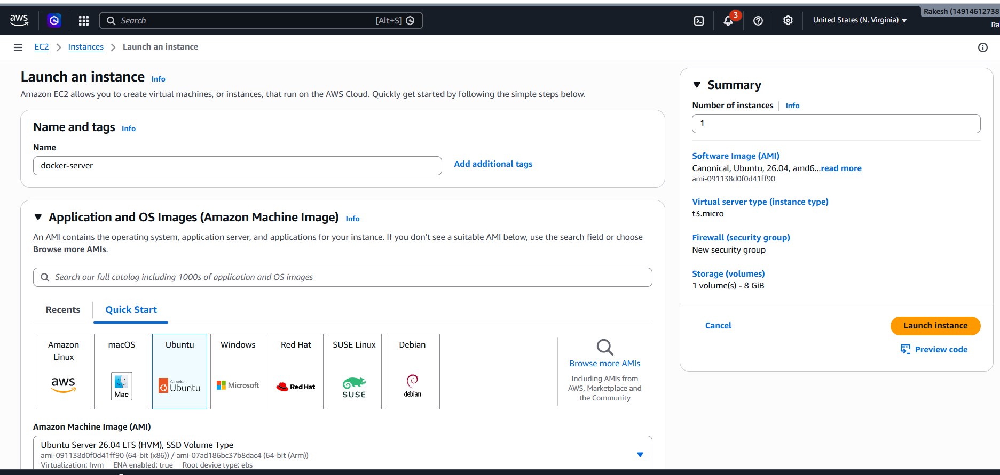 aws
Search
[Alt+S]
3
United States (N. Virginia)
Rakesh (14914612738
Ra
EC2
Instances
Launch an instance
Launch an instance
Info
Amazon EC2 allows you to create virtual machines, or instances, that run on the AWS Cloud. Quickly get started by following the simple steps below.
Name and tags
Info
Name
docker-server
Add additional tags
Application and OS Images (Amazon Machine Image)
Info
An AMI contains the operating system, application server, and applications for your instance. If you don't see a suitable AMI below, use the search field or choose
Browse more AMIs.
Search our full catalog including 1000s of application and OS images
Recents
Quick Start
Amazon
Linux
aws
macOS
Mac
Ubuntu
Canonical
Ubuntu
Windows
Microsoft
Red Hat
Red Hat
SUSE Linux
SUSE
Debian
debian
Browse more AMIs
Including AMIs from
AWS, Marketplace and
the Community
Amazon Machine Image (AMI)
Ubuntu Server 26.04 LTS (HVM), SSD Volume Type
ami-091138d0f0d41ff90 (64-bit (x86)) / ami-07ad186bc37b8dac4 (64-bit (Arm))
Virtualization: hvm ENA enabled: true Root device type: ebs
Summary
Number of instances
Info
1
Software Image (AMI)
Canonical, Ubuntu, 26.04, amd6...read more
ami-091138d0f0d41ff90
Virtual server type (instance type)
t3.micro
Firewall (security group)
New security group
Storage (volumes)
1 volume(s) - 8 GiB
Cancel
Launch instance
Preview code